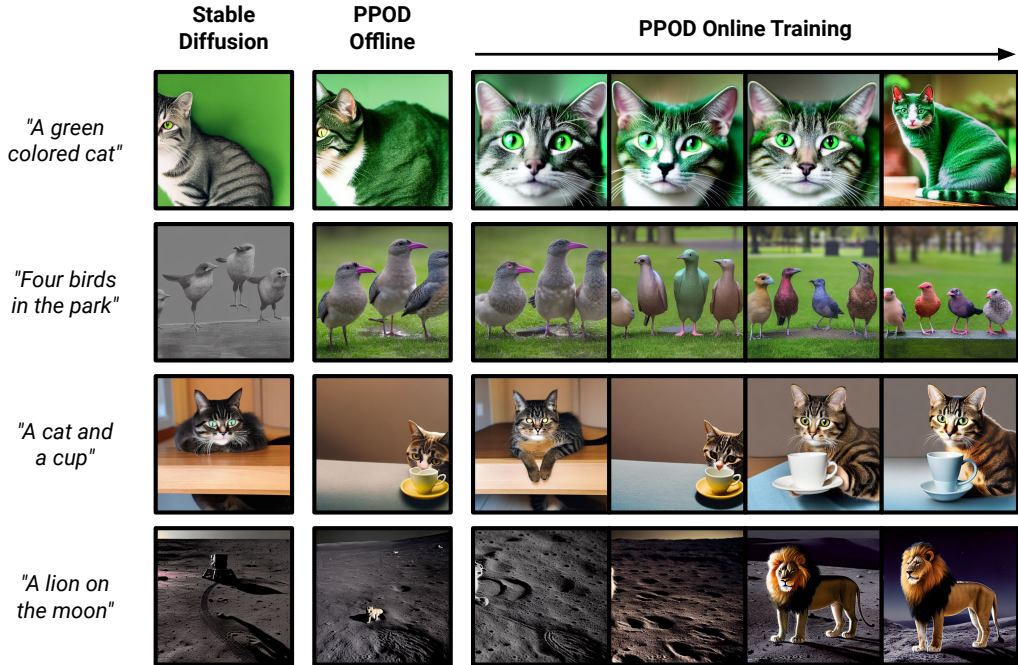 Stable
Diffusion
PPOD
Offline
PPOD Online Training
"A green
colored cat"
"Four birds
in the park"
"A cat and
a cup"
"A lion on
the moon"